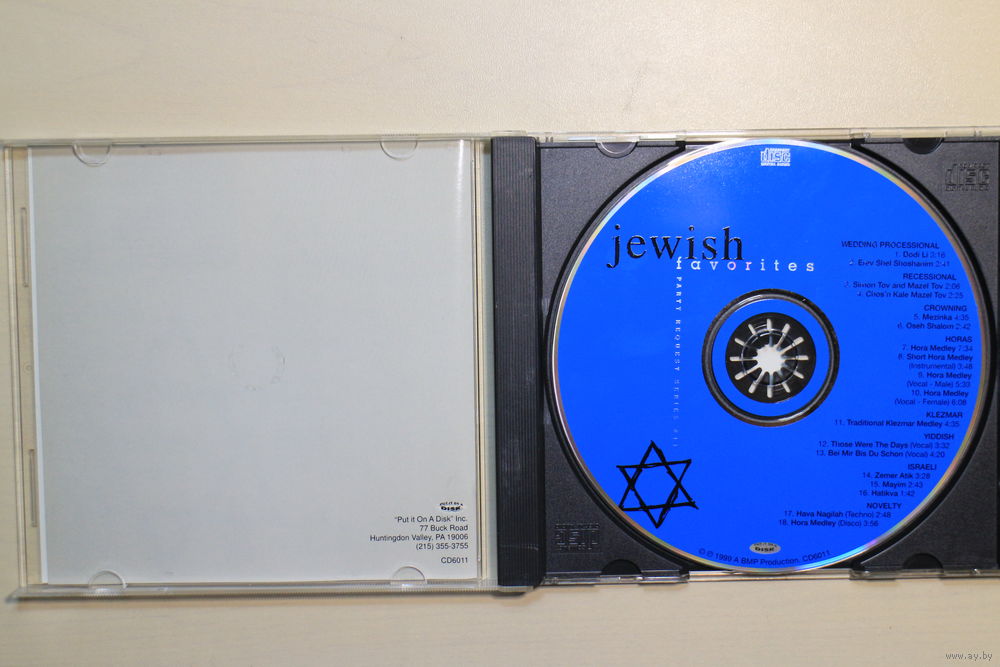 "Put it On A Disk" Inc.
77 Buck Road
Huntingdon Valley, PA 19006
(215) 355-3755
CD6011
disc
jewish
favorites
PARTY REQUEST SERIES
WEDDING PROCESSIONAL
1. Dodi Li 2:16
2. Erev Shel Shoshanim 2:41
RECESSIONAL
3. Simon Tov and Mazel Tov 2:06
4. Chos'n Kale Mazel Tov 2:25
CROWNING
5. Mezinka 4:35
6. Oseh Shalom 2:42
HORAS
7. Hora Medley 7:34
8. Short Hora Medley
(Instrumental) 3:48
9. Hora Medley
(Vocal - Male) 5:33
10. Hora Medley
(Vocal - Female) 6:08
KLEZMAR
11. Traditional Klezmar Medley 4:35
YIDDISH
12. Those Were The Days (Vocal) 3:32
13. Bei Mir Bis Du Schon (Vocal) 4:20
ISRAELI
14. Zemer Atik 3:28
15. Mayim 2:43
16. Hatikva 1:42
NOVELTY
17. Hava Nagilah (Techno) 2:48
18. Hora Medley (Disco) 3:56
DISK
© ℗ 1999 A BMP Production, CD6011
www.ay.by